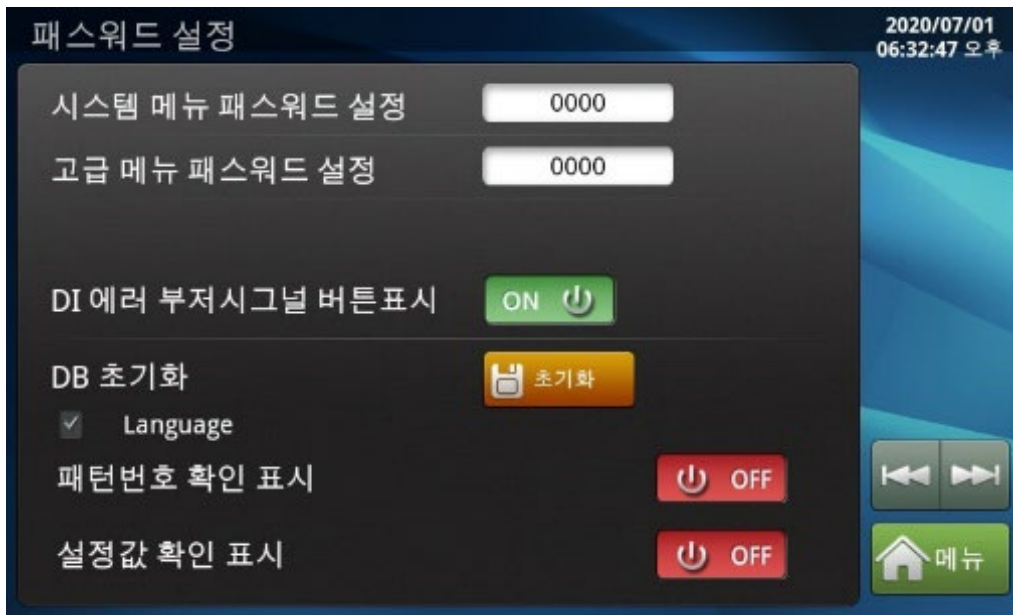 패스워드 설정
2020/07/01
06:32:47 오후
시스템 메뉴 패스워드 설정 0000
고급 메뉴 패스워드 설정 0000
DI 에러 부저시그널 버튼표시 ON
DB 초기화 초기화
Language
패턴번호 확인 표시 OFF
설정값 확인 표시 OFF
메뉴